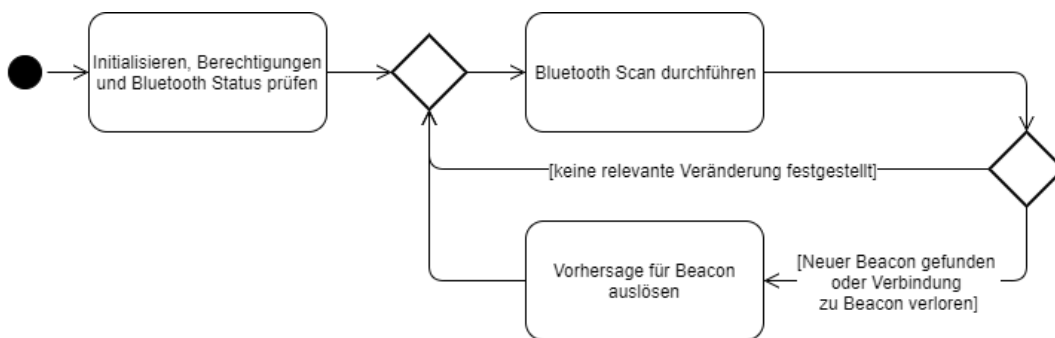 Initialisieren, Berechtigungen
und Bluetooth Status prüfen
Bluetooth Scan durchführen
[keine relevante Veränderung festgestellt]
[Neuer Beacon gefunden
oder Verbindung
zu Beacon verloren]
Vorhersage für Beacon
auslösen